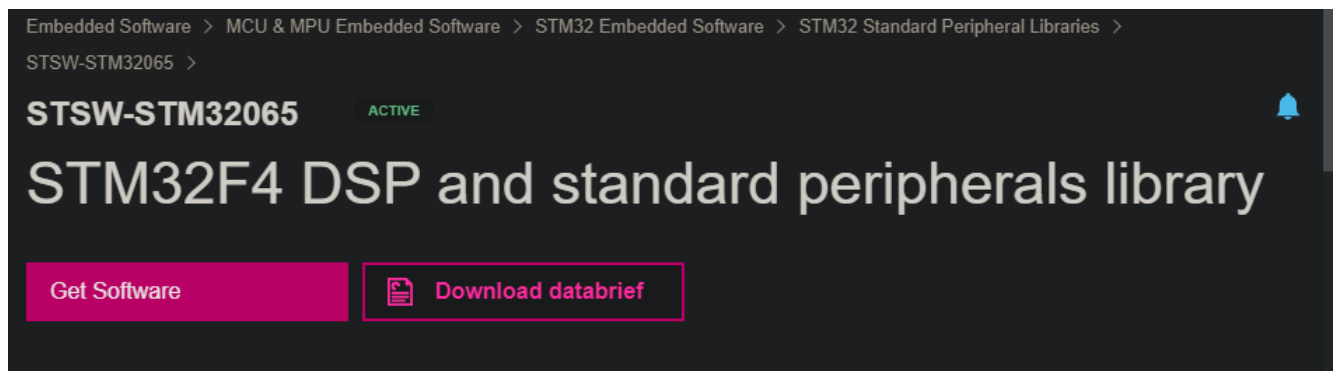 Embedded Software > MCU & MPU Embedded Software > STM32 Embedded Software > STM32 Standard Peripheral Libraries >
STSW-STM32065 >
STSW-STM32065 ACTIVE
STM32F4 DSP and standard peripherals library
Get Software Download databrief